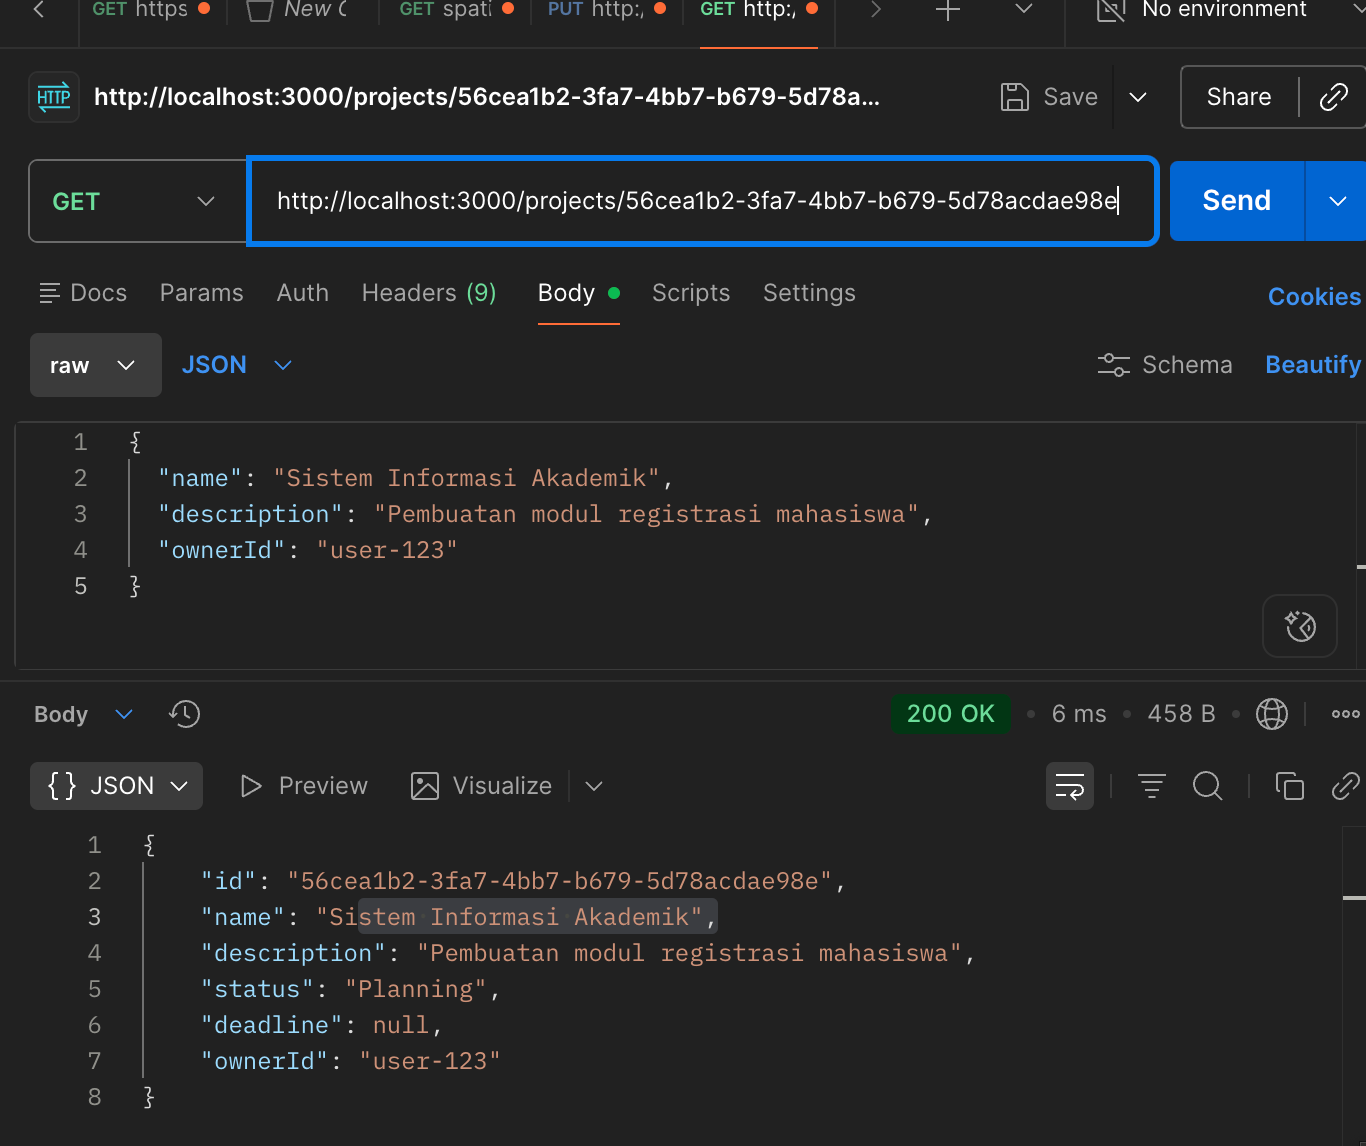 GET https
New C
GET spati
PUT http:/
GET http:/
No environment
HTTP
http://localhost:3000/projects/56cea1b2-3fa7-4bb7-b679-5d78a...
Save
Share
GET
http://localhost:3000/projects/56cea1b2-3fa7-4bb7-b679-5d78acdae98e
Send
Docs
Params
Auth
Headers (9)
Body
Scripts
Settings
Cookies
raw
JSON
Schema
Beautify
1 {
2 "name": "Sistem Informasi Akademik",
3 "description": "Pembuatan modul registrasi mahasiswa",
4 "ownerId": "user-123"
5 }
Body
200 OK
6 ms
458 B
{} JSON
Preview
Visualize
1 {
2 "id": "56cea1b2-3fa7-4bb7-b679-5d78acdae98e",
3 "name": "Sistem Informasi Akademik",
4 "description": "Pembuatan modul registrasi mahasiswa",
5 "status": "Planning",
6 "deadline": null,
7 "ownerId": "user-123"
8 }